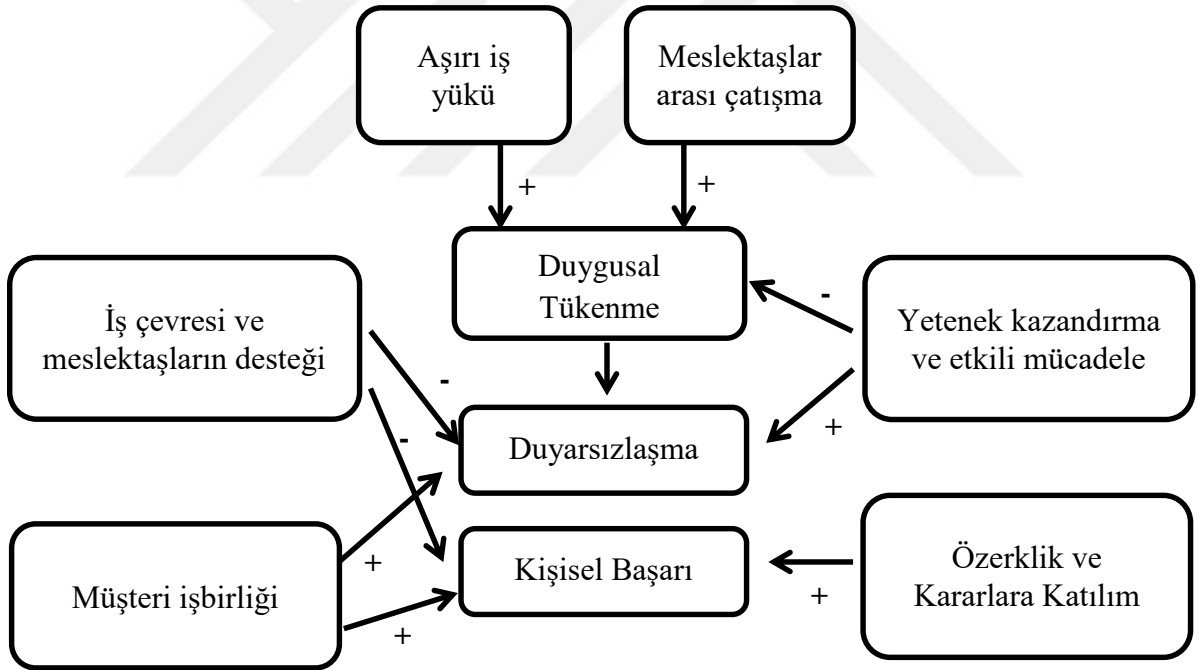 Aşırı iş
yükü
Meslektaşlar
arası çatışma
+
+
Duygusal
Tükenme
İş çevresi ve
meslektaşların desteği
-
Yetenek kazandırma
ve etkili mücadele
-
+
-
Duyarsızlaşma
Müşteri işbirliği
+
+
Kişisel Başarı
+
Özerklik ve
Kararlara Katılım